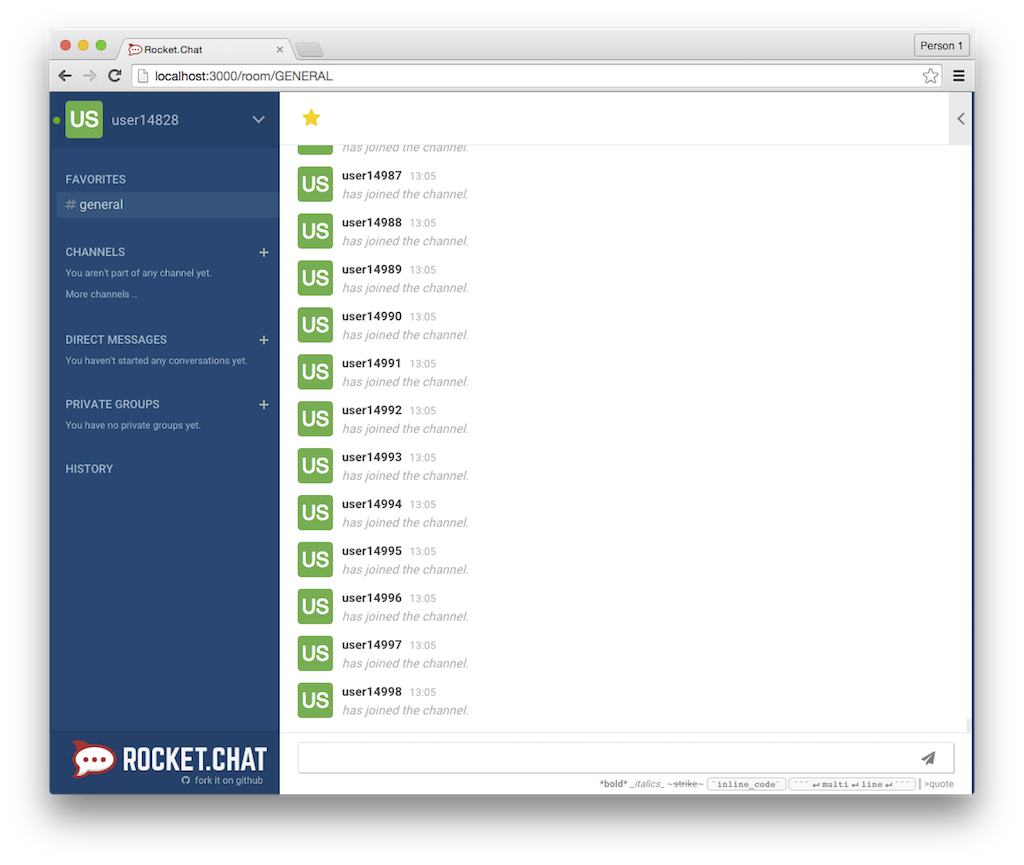 Rocket.Chat
Person 1
localhost:3000/room/GENERAL
US user14828
FAVORITES
# general
CHANNELS +
You aren't part of any channel yet.
More channels ..
DIRECT MESSAGES +
You haven't started any conversations yet.
PRIVATE GROUPS +
You have no private groups yet.
HISTORY
ROCKET.CHAT
fork it on github
has joined the channel.
US user14987 13:05
has joined the channel.
US user14988 13:05
has joined the channel.
US user14989 13:05
has joined the channel.
US user14990 13:05
has joined the channel.
US user14991 13:05
has joined the channel.
US user14992 13:05
has joined the channel.
US user14993 13:05
has joined the channel.
US user14994 13:05
has joined the channel.
US user14995 13:05
has joined the channel.
US user14996 13:05
has joined the channel.
US user14997 13:05
has joined the channel.
US user14998 13:05
has joined the channel.
*bold* _italics_ ~strike~ `inline_code` ```↵multi↵line↵``` >quote